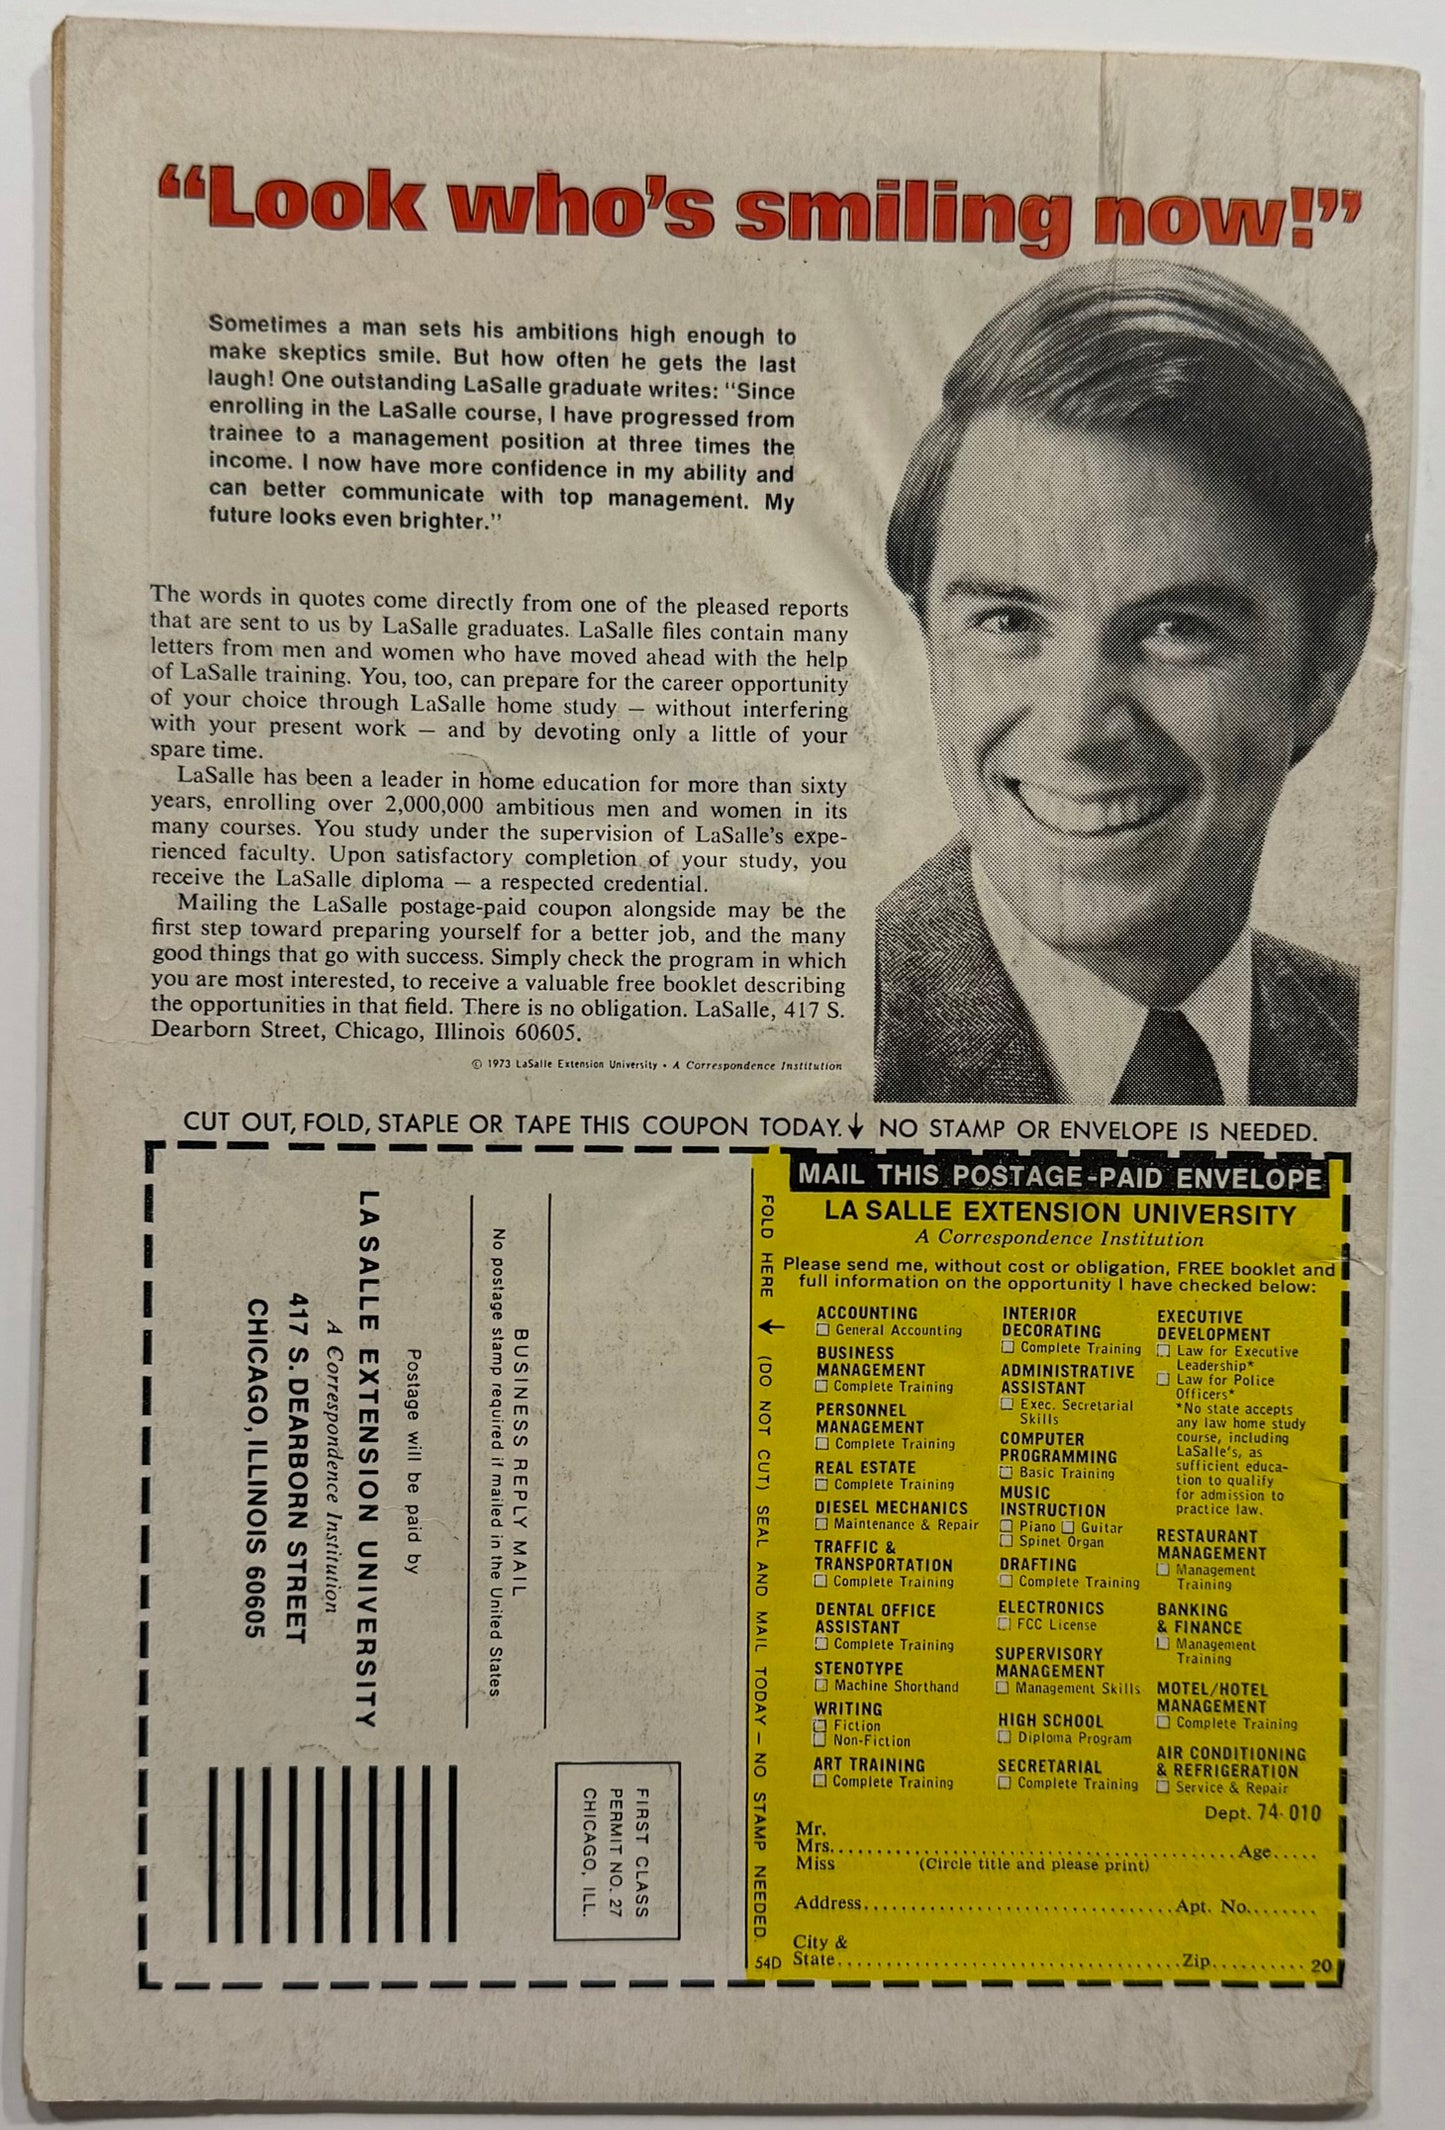 “Look who’s smiling now!”
Sometimes a man sets his ambitions high enough to
make skeptics smile. But how often he gets the last
laugh! One outstanding LaSalle graduate writes: “Since
enrolling in the LaSalle course, I have progressed from
trainee to a management position at three times the
income. I now have more confidence in my ability and
can better communicate with top management. My
future looks even brighter.”
The words in quotes come directly from one of the pleased reports
that are sent to us by LaSalle graduates. LaSalle files contain many
letters from men and women who have moved ahead with the help
of LaSalle training. You, too, can prepare for the career opportunity
of your choice through LaSalle home study — without interfering
with your present work — and by devoting only a little of your
spare time.
LaSalle has been a leader in home education for more than sixty
years, enrolling over 2,000,000 ambitious men and women in its
many courses. You study under the supervision of LaSalle’s expe-
rienced faculty. Upon satisfactory completion of your study, you
receive the LaSalle diploma — a respected credential.
Mailing the LaSalle postage-paid coupon alongside may be the
first step toward preparing yourself for a better job, and the many
good things that go with success. Simply check the program in which
you are most interested, to receive a valuable free booklet describing
the opportunities in that field. There is no obligation. LaSalle, 417 S.
Dearborn Street, Chicago, Illinois 60605.
© 1973 LaSalle Extension University • A Correspondence Institution
CUT OUT, FOLD, STAPLE OR TAPE THIS COUPON TODAY.↓ NO STAMP OR ENVELOPE IS NEEDED.
FIRST CLASS
PERMIT NO. 27
CHICAGO, ILL.
BUSINESS REPLY MAIL
No postage stamp required if mailed in the United States
Postage will be paid by
LA SALLE EXTENSION UNIVERSITY
A Correspondence Institution
417 S. DEARBORN STREET
CHICAGO, ILLINOIS 60605
FOLD HERE ↓ (DO NOT CUT) SEAL AND MAIL TODAY — NO STAMP NEEDED.
MAIL THIS POSTAGE-PAID ENVELOPE
LA SALLE EXTENSION UNIVERSITY
A Correspondence Institution
Please send me, without cost or obligation, FREE booklet and
full information on the opportunity I have checked below:
ACCOUNTING
☐ General Accounting
BUSINESS
MANAGEMENT
☐ Complete Training
PERSONNEL
MANAGEMENT
☐ Complete Training
REAL ESTATE
☐ Complete Training
DIESEL MECHANICS
☐ Maintenance & Repair
TRAFFIC &
TRANSPORTATION
☐ Complete Training
DENTAL OFFICE
ASSISTANT
☐ Complete Training
STENOTYPE
☐ Machine Shorthand
WRITING
☐ Fiction
☐ Non-Fiction
ART TRAINING
☐ Complete Training
INTERIOR
DECORATING
☐ Complete Training
ADMINISTRATIVE
ASSISTANT
☐ Exec. Secretarial
Skills
COMPUTER
PROGRAMMING
☐ Basic Training
MUSIC
INSTRUCTION
☐ Piano ☐ Guitar
☐ Spinet Organ
DRAFTING
☐ Complete Training
ELECTRONICS
☐ FCC License
SUPERVISORY
MANAGEMENT
☐ Management Skills
HIGH SCHOOL
☐ Diploma Program
SECRETARIAL
☐ Complete Training
EXECUTIVE
DEVELOPMENT
☐ Law for Executive
Leadership*
☐ Law for Police
Officers*
*No state accepts
any law home study
course, including
LaSalle’s, as
sufficient educa-
tion to qualify
for admission to
practice law.
RESTAURANT
MANAGEMENT
☐ Management
Training
BANKING
& FINANCE
☐ Management
Training
MOTEL/HOTEL
MANAGEMENT
☐ Complete Training
AIR CONDITIONING
& REFRIGERATION
☐ Service & Repair
Dept. 74-010
Mr.
Mrs. Age
Miss (Circle title and please print)
Address Apt. No.
City &
State Zip 20
54D